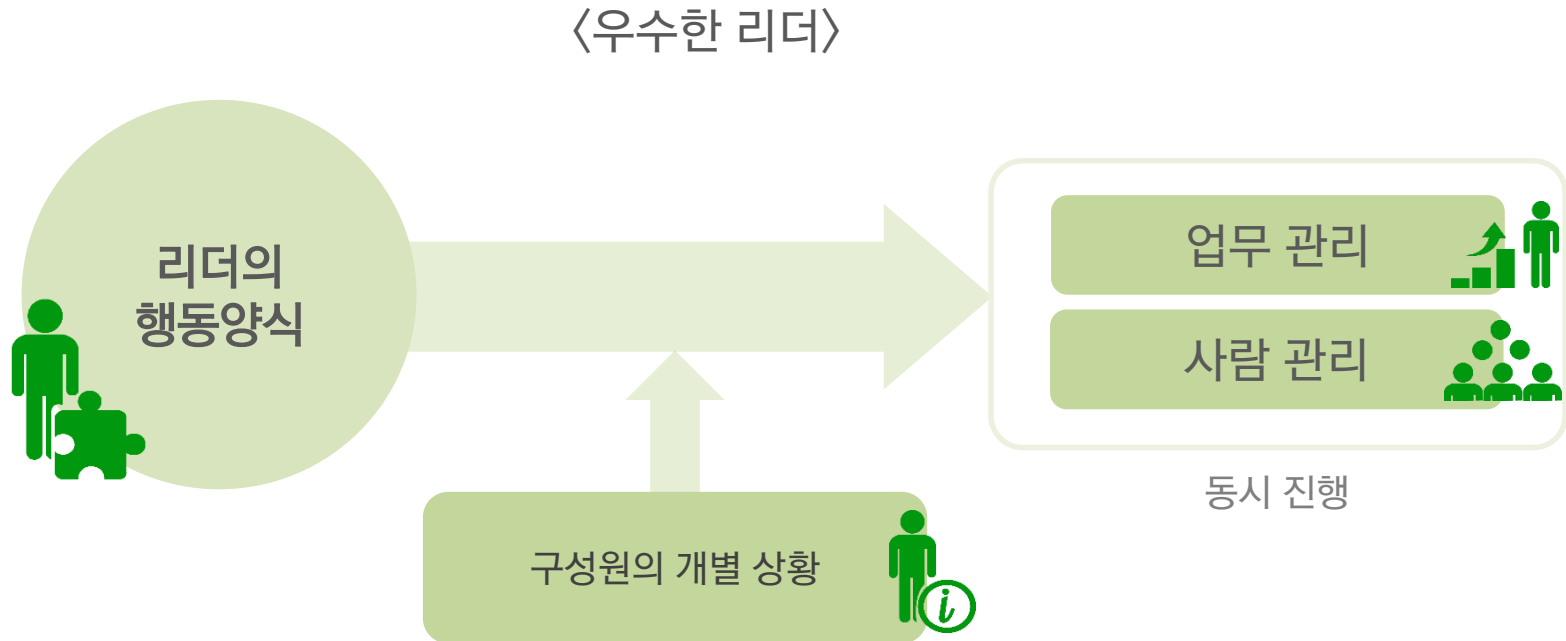 〈우수한 리더〉
리더의
행동양식
업무 관리
사람 관리
동시 진행
구성원의 개별 상황
i